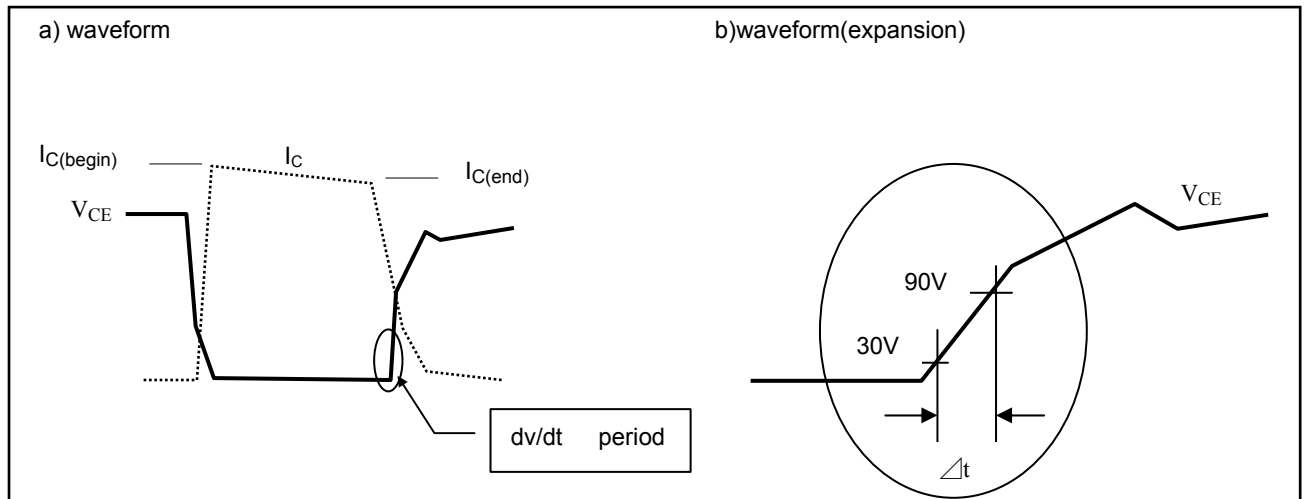 a) waveform
b)waveform(expansion)
IC(begin)
IC
IC(end)
VCE
dv/dt period
VCE
90V
30V
⊿t